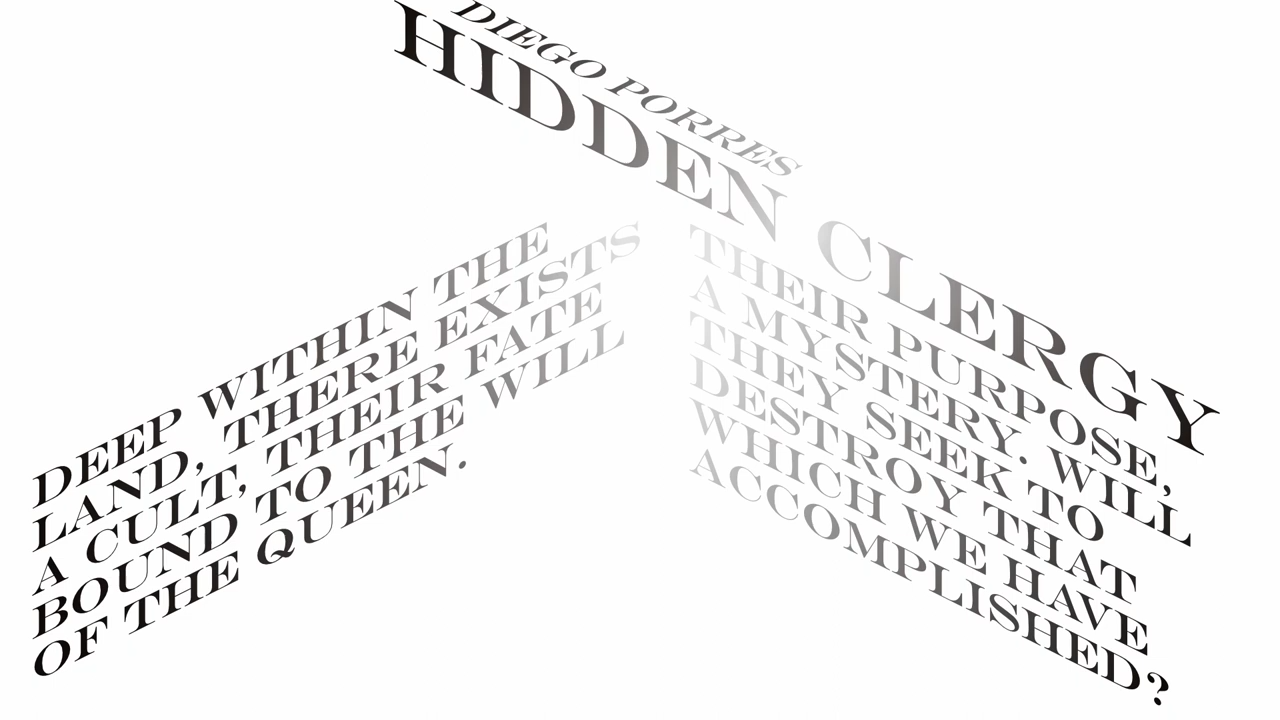 DIEGO PORRES
HIDDEN CLERGY
DEEP WITHIN THE
LAND, THERE EXISTS
A CULT, THEIR FATE
BOUND TO THE WILL
OF THE QUEEN.
THEIR PURPOSE,
A MYSTERY. WILL
THEY SEEK TO
DESTROY THAT
WHICH WE HAVE
ACCOMPLISHED?